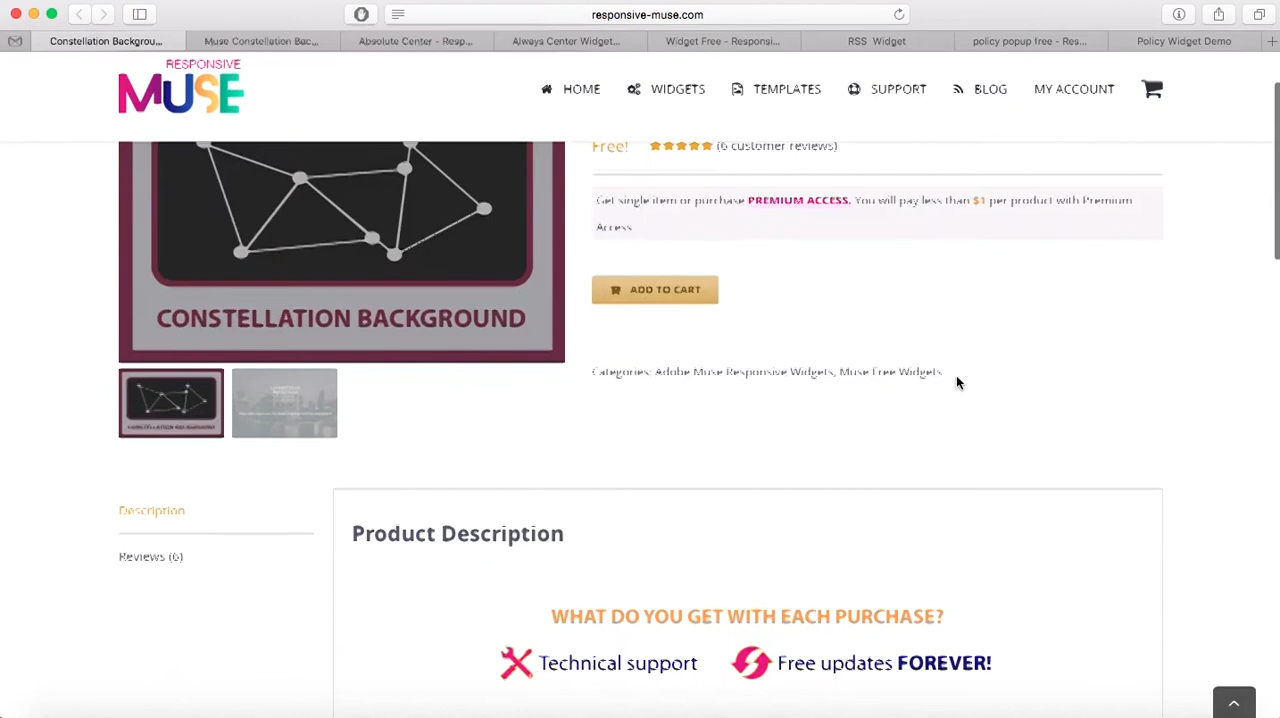 responsive-muse.com
Constellation Backgrou...
Muse Constellation Bac...
Absolute Center - Resp...
Always Center Widget...
Widget Free - Responsi...
RSS Widget
policy popup free - Res...
Policy Widget Demo
RESPONSIVE
MUSE
HOME
WIDGETS
TEMPLATES
SUPPORT
BLOG
MY ACCOUNT
Free!
(6 customer reviews)
Get single item or purchase PREMIUM ACCESS. You will pay less than $1 per product with Premium
Access
ADD TO CART
CONSTELLATION BACKGROUND
Categories: Adobe Muse Responsive Widgets, Muse Free Widgets
CONSTELLATION BACKGROUND
Description
Reviews (6)
Product Description
WHAT DO YOU GET WITH EACH PURCHASE?
Technical support
Free updates FOREVER!